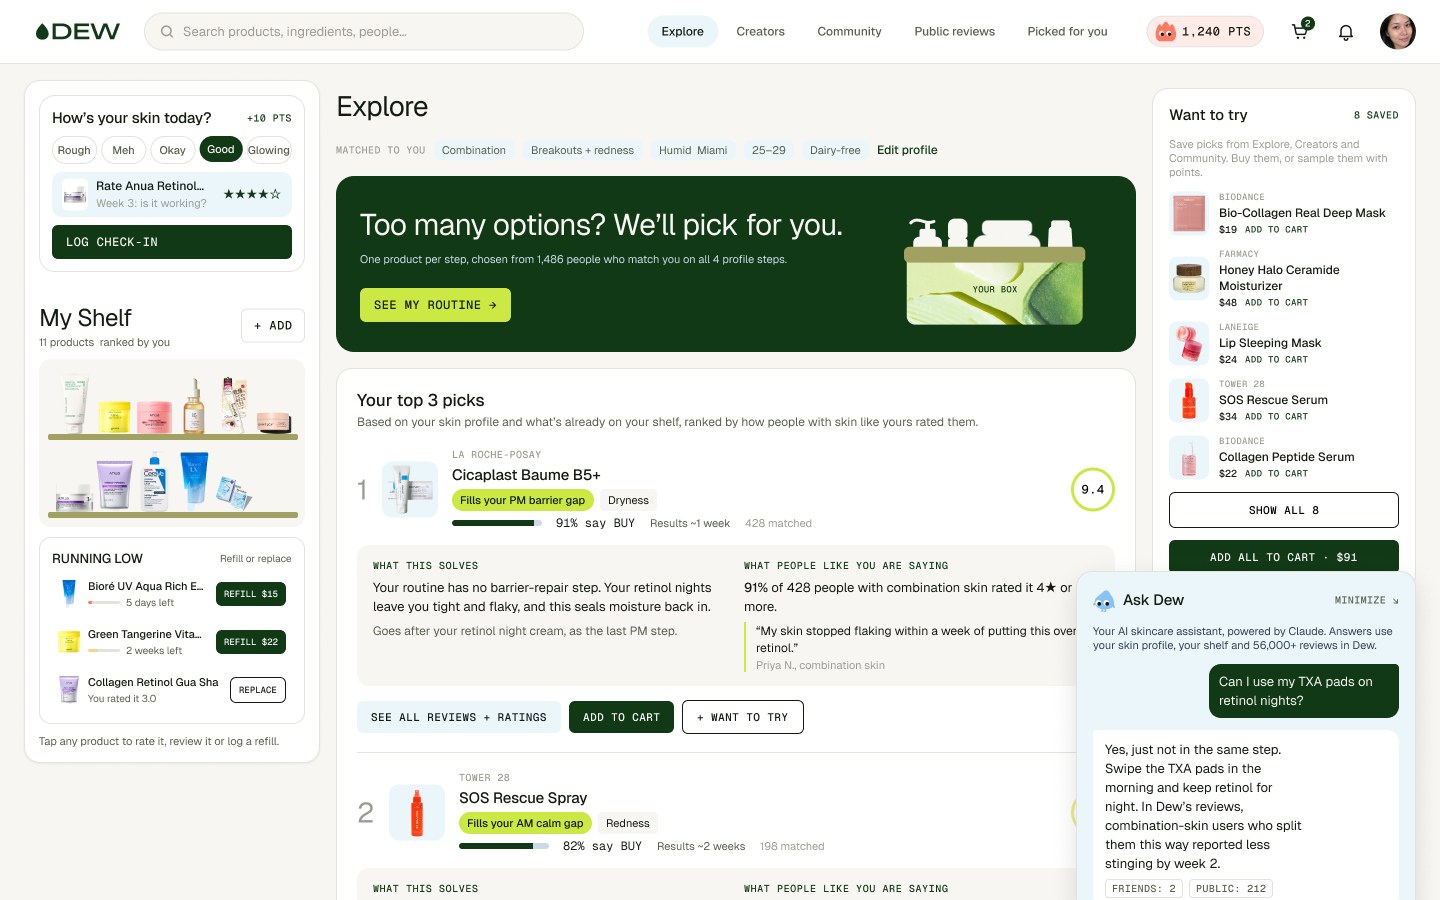 DEW
Search products, ingredients, people...
Explore
Creators
Community
Public reviews
Picked for you
1,240 PTS
2
How's your skin today?
+10 PTS
Rough
Meh
Okay
Good
Glowing
Rate Anua Retinol...
Week 3: is it working?
★★★★☆
LOG CHECK-IN
My Shelf
11 products ranked by you
+ ADD
RUNNING LOW
Refill or replace
Bioré UV Aqua Rich E...
5 days left
REFILL $15
Green Tangerine Vita...
2 weeks left
REFILL $22
Collagen Retinol Gua Sha
You rated it 3.0
REPLACE
Tap any product to rate it, review it or log a refill.
Explore
MATCHED TO YOU
Combination
Breakouts + redness
Humid Miami
25–29
Dairy-free
Edit profile
Too many options? We'll pick for you.
One product per step, chosen from 1,486 people who match you on all 4 profile steps.
SEE MY ROUTINE →
YOUR BOX
Your top 3 picks
Based on your skin profile and what's already on your shelf, ranked by how people with skin like yours rated them.
1
LA ROCHE-POSAY
Cicaplast Baume B5+
Fills your PM barrier gap
Dryness
91% say BUY
Results ~1 week
428 matched
9.4
WHAT THIS SOLVES
Your routine has no barrier-repair step. Your retinol nights
leave you tight and flaky, and this seals moisture back in.
Goes after your retinol night cream, as the last PM step.
WHAT PEOPLE LIKE YOU ARE SAYING
91% of 428 people with combination skin rated it 4★ or
more.
“My skin stopped flaking within a week of putting this over
retinol.”
Priya N., combination skin
SEE ALL REVIEWS + RATINGS
ADD TO CART
+ WANT TO TRY
2
TOWER 28
SOS Rescue Spray
Fills your AM calm gap
Redness
82% say BUY
Results ~2 weeks
198 matched
WHAT THIS SOLVES
WHAT PEOPLE LIKE YOU ARE SAYING
Want to try
8 SAVED
Save picks from Explore, Creators and
Community. Buy them, or sample them with
points.
BIODANCE
Bio-Collagen Real Deep Mask
$19 ADD TO CART
FARMACY
Honey Halo Ceramide
Moisturizer
$48 ADD TO CART
LANEIGE
Lip Sleeping Mask
$24 ADD TO CART
TOWER 28
SOS Rescue Serum
$34 ADD TO CART
BIODANCE
Collagen Peptide Serum
$22 ADD TO CART
SHOW ALL 8
ADD ALL TO CART · $91
Ask Dew
MINIMIZE ↘
Your AI skincare assistant, powered by Claude. Answers use
your skin profile, your shelf and 56,000+ reviews in Dew.
Can I use my TXA pads on
retinol nights?
Yes, just not in the same step.
Swipe the TXA pads in the
morning and keep retinol for
night. In Dew's reviews,
combination-skin users who split
them this way reported less
stinging by week 2.
FRIENDS: 2
PUBLIC: 212